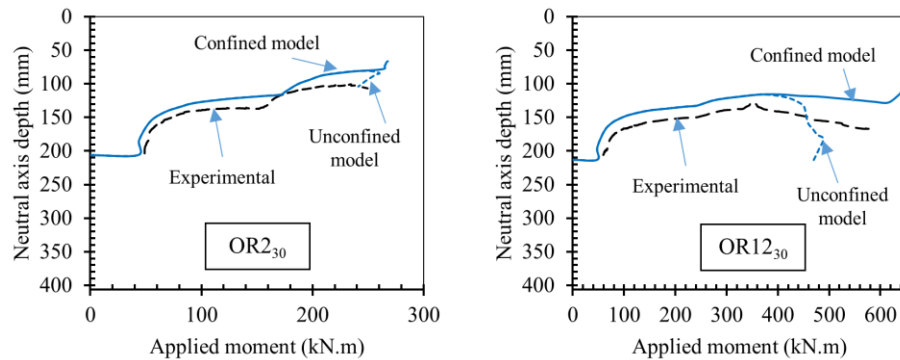 0
50
100
150
200
250
300
350
400
Neutral axis depth (mm)
Confined model
Unconfined
model
Experimental
OR2₃₀
0
100
200
300
Applied moment (kN.m)
0
50
100
150
200
250
300
350
400
Neutral axis depth (mm)
Confined model
Experimental
Unconfined
model
OR12₃₀
0
100
200
300
400
500
600
Applied moment (kN.m)